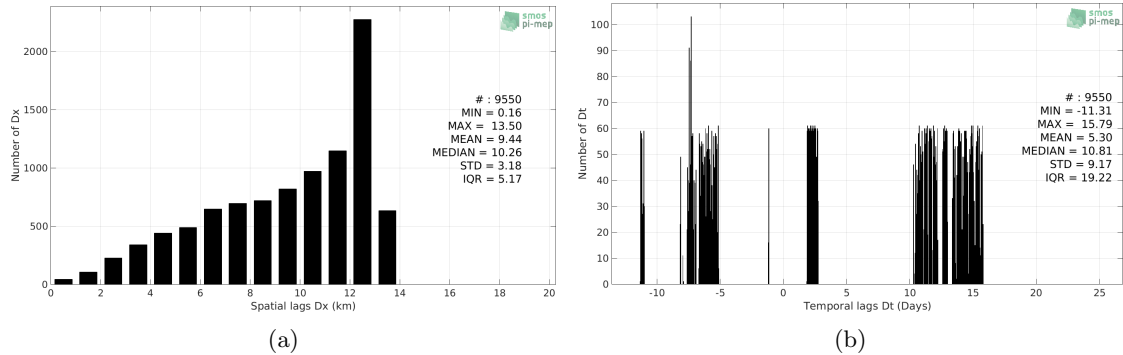 smos
pi-mep
2000
1500
1000
500
0
Number of Dx
# : 9550
MIN = 0.16
MAX = 13.50
MEAN = 9.44
MEDIAN = 10.26
STD = 3.18
IQR = 5.17
0 2 4 6 8 10 12 14 16 18 20
Spatial lags Dx (km)
(a)
smos
pi-mep
100
90
80
70
60
50
40
30
20
10
0
Number of Dt
# : 9550
MIN = -11.31
MAX = 15.79
MEAN = 5.30
MEDIAN = 10.81
STD = 9.17
IQR = 19.22
-10 -5 0 5 10 15 20 25
Temporal lags Dt (Days)
(b)